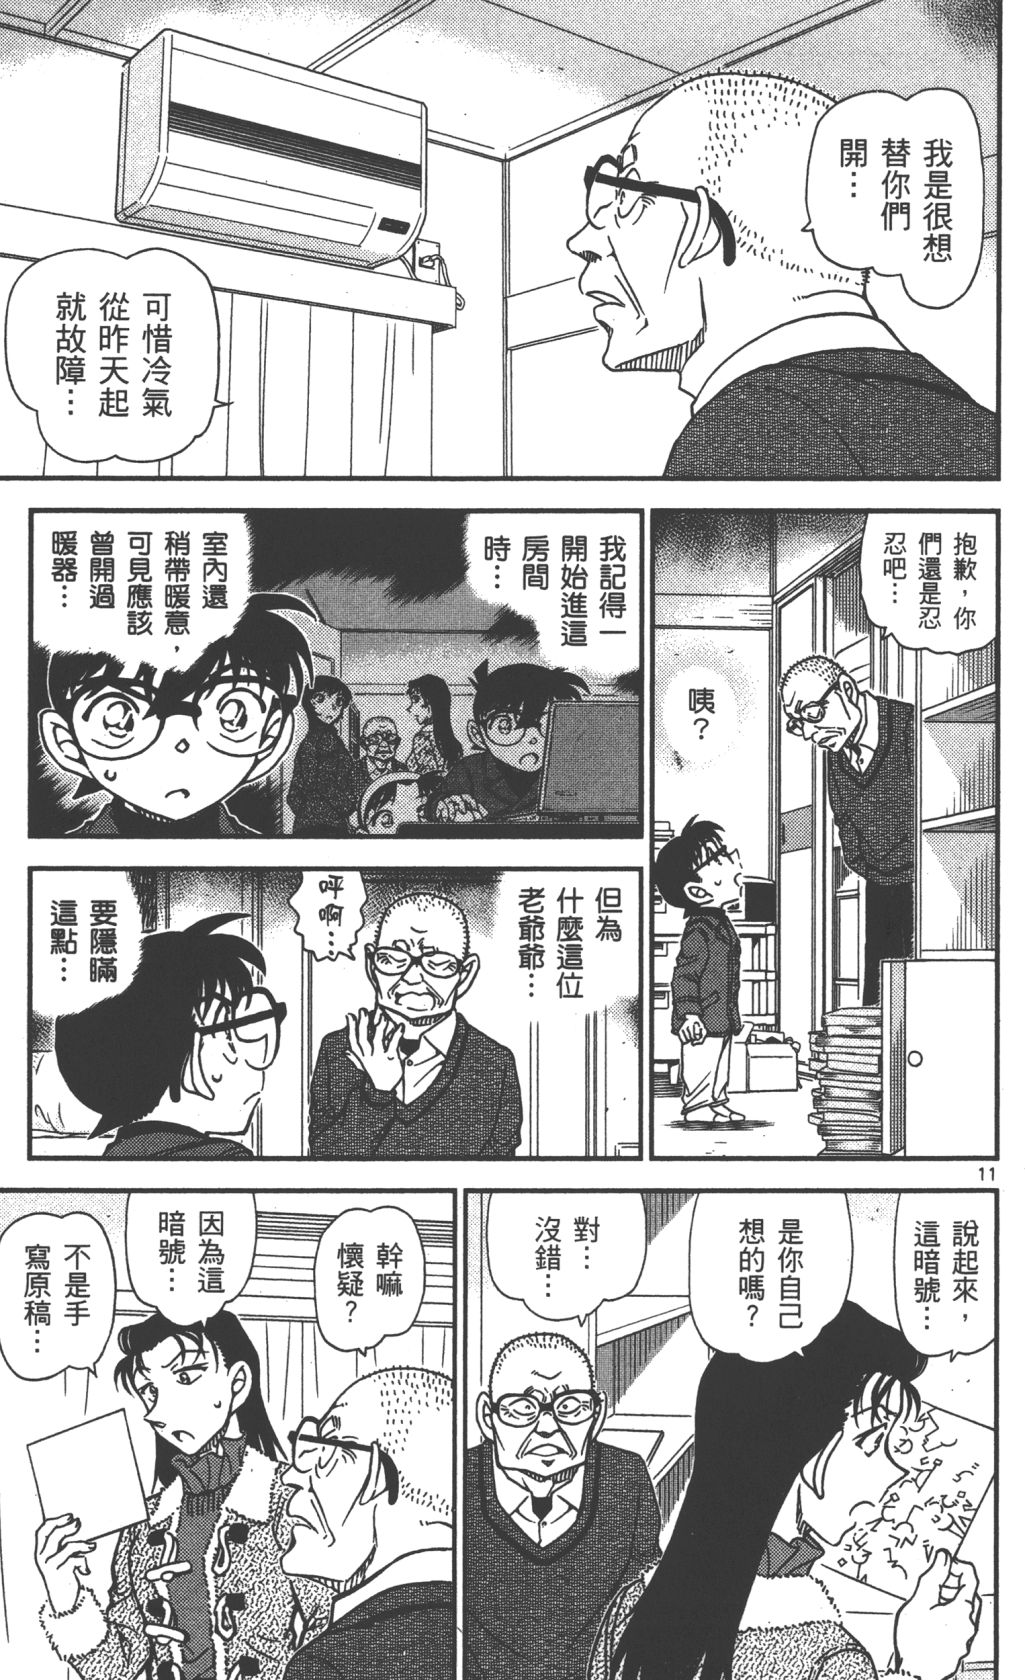 我是很想
替你們
開…
可惜冷氣
從昨天起
就故障…
抱歉，你
們還是忍
忍吧…
咦？
我記得一
開始進這
房間
時…
室內還
稍帶暖意，
可見應該
曾開過
暖器…
但為
什麼這位
老爺爺…
呼啊…
要隱瞞
這點…
11
說起來，
這暗號…
是你自己
想的嗎？
對…
沒錯…
幹嘛
懷疑？
因為這
暗號…
不是手
寫原稿…